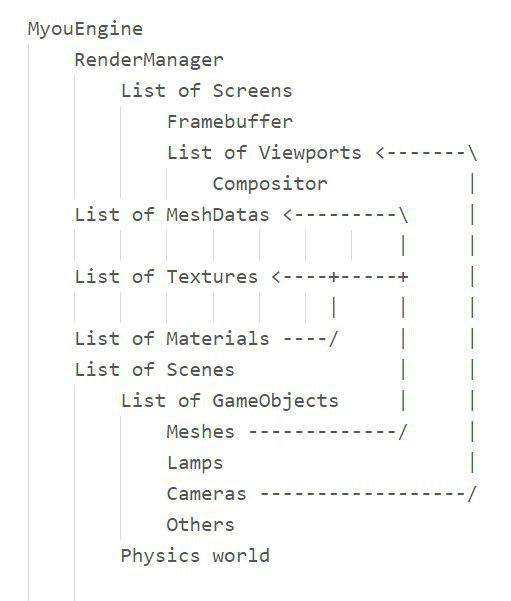 MyouEngine
    RenderManager
        List of Screens
            Framebuffer
            List of Viewports <-------\
                Compositor            |
    List of MeshDatas <---------\     |
                                |     |
    List of Textures <----+-----+     |
                          |     |     |
    List of Materials ----/     |     |
    List of Scenes              |     |
        List of GameObjects     |     |
            Meshes -------------/     |
            Lamps                     |
            Cameras ------------------/
            Others
        Physics world